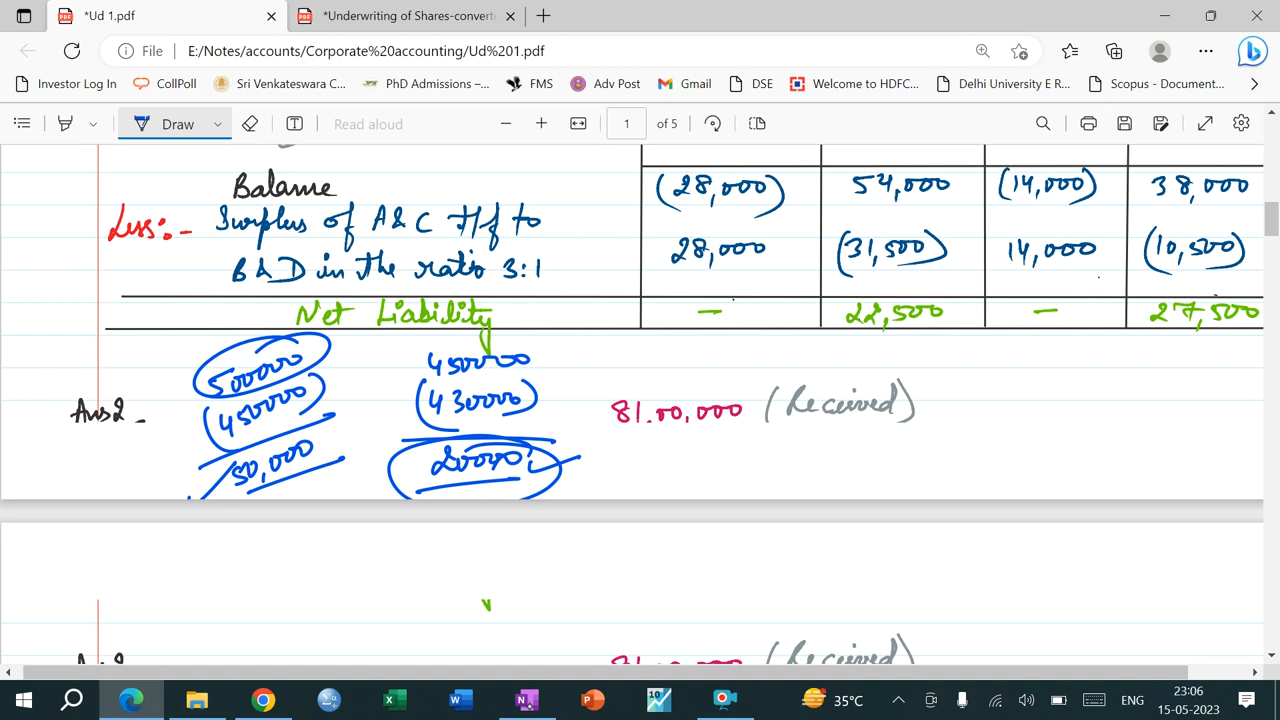 *Ud 1.pdf
*Underwriting of Shares-converte
File E:/Notes/accounts/Corporate%20accounting/Ud%201.pdf
Investor Log In CollPoll Sri Venkateswara C... PhD Admissions –... FMS Adv Post Gmail DSE Welcome to HDFC... Delhi University E R... Scopus - Document...
Draw Read aloud 1 of 5
Balance (28,000) 54,000 (14,000) 38,000
Less:- Surplus of A & C t/f to
B & D in the ratio 3:1 28,000 (31,500) 14,000 (10,500)
Net Liability — 22,500 — 27,500
500000 450000
(450000) (430000)
50,000 20000
Ans 2 - 81,00,000 (Received)
35°C ENG 23:06
15-05-2023